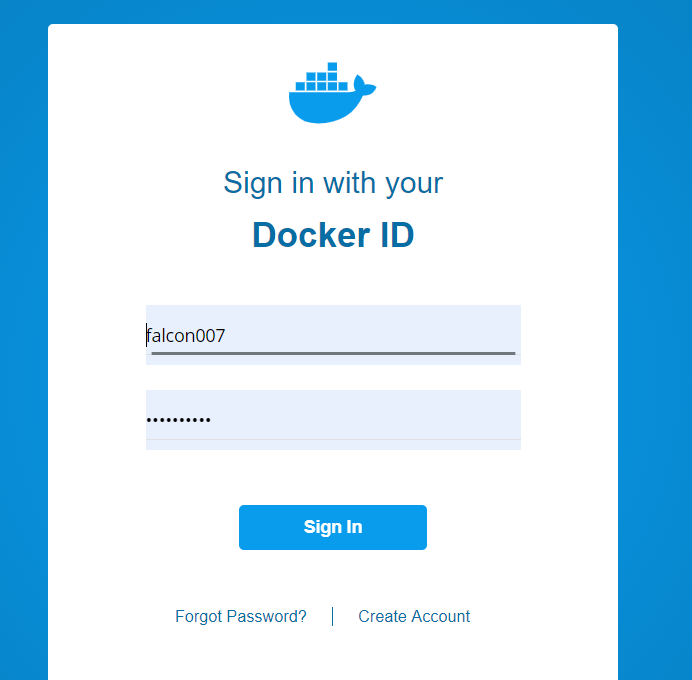 Sign in with your
Docker ID
falcon007
••••••••••
Sign In
Forgot Password? | Create Account